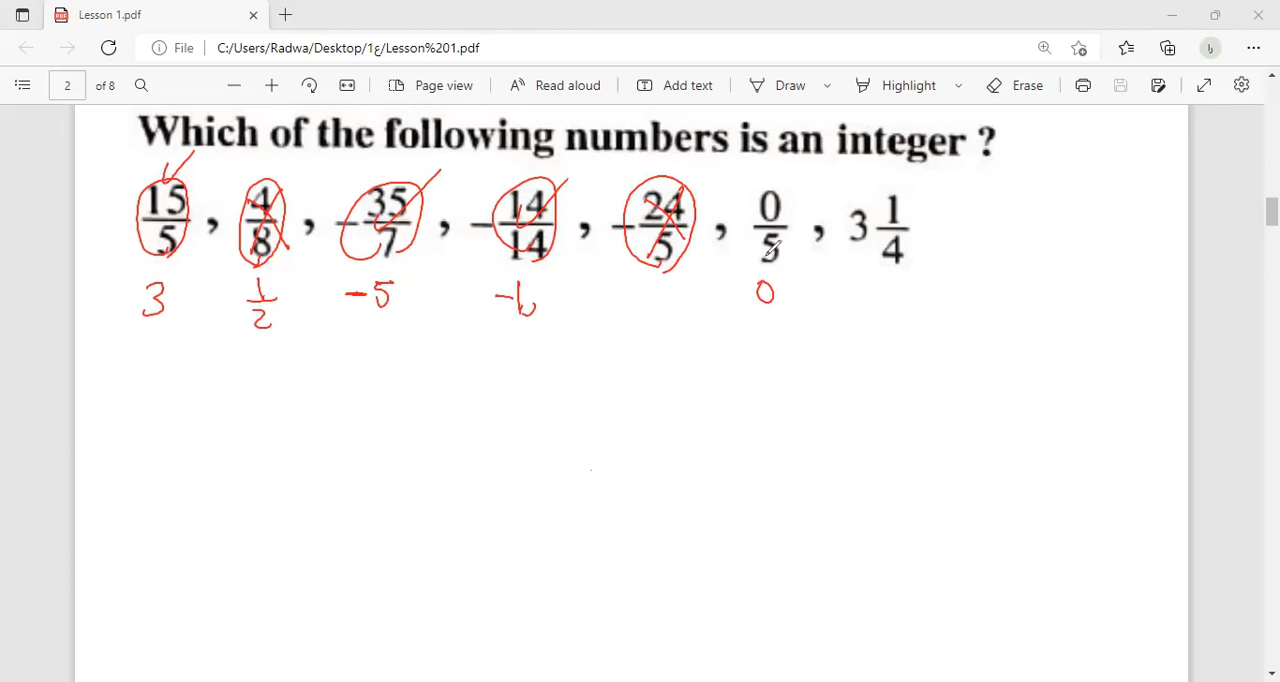 Lesson 1.pdf
File C:/Users/Radwa/Desktop/1ع/Lesson%201.pdf
2 of 8 Page view Read aloud Add text Draw Highlight Erase
Which of the following numbers is an integer ?
15/5 , 4/8 , -35/7 , -14/14 , -24/5 , 0/5 , 3 1/4
3 1/2 -5 0